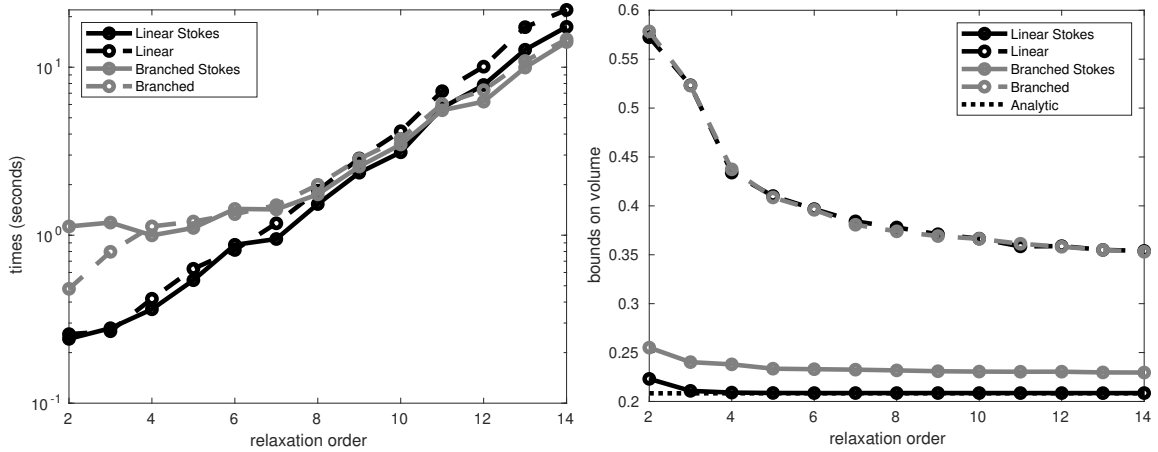 10^1
10^0
10^-1
2 4 6 8 10 12 14
times (seconds)
relaxation order
Linear Stokes
Linear
Branched Stokes
Branched
0.6
0.55
0.5
0.45
0.4
0.35
0.3
0.25
0.2
2 4 6 8 10 12 14
bounds on volume
relaxation order
Linear Stokes
Linear
Branched Stokes
Branched
Analytic